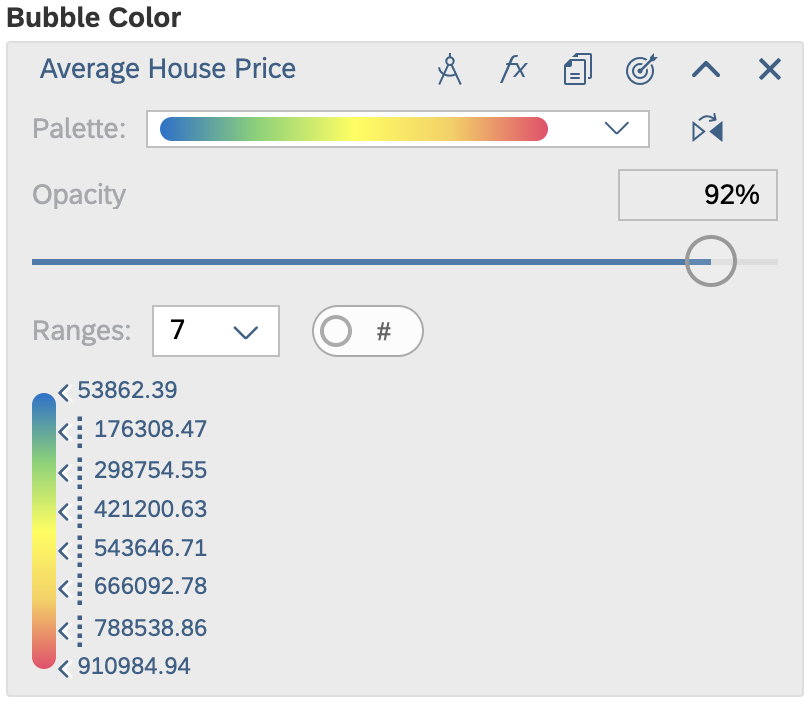 Bubble Color
Average House Price fx
Palette:
Opacity 92%
Ranges: 7 #
53862.39
176308.47
298754.55
421200.63
543646.71
666092.78
788538.86
910984.94